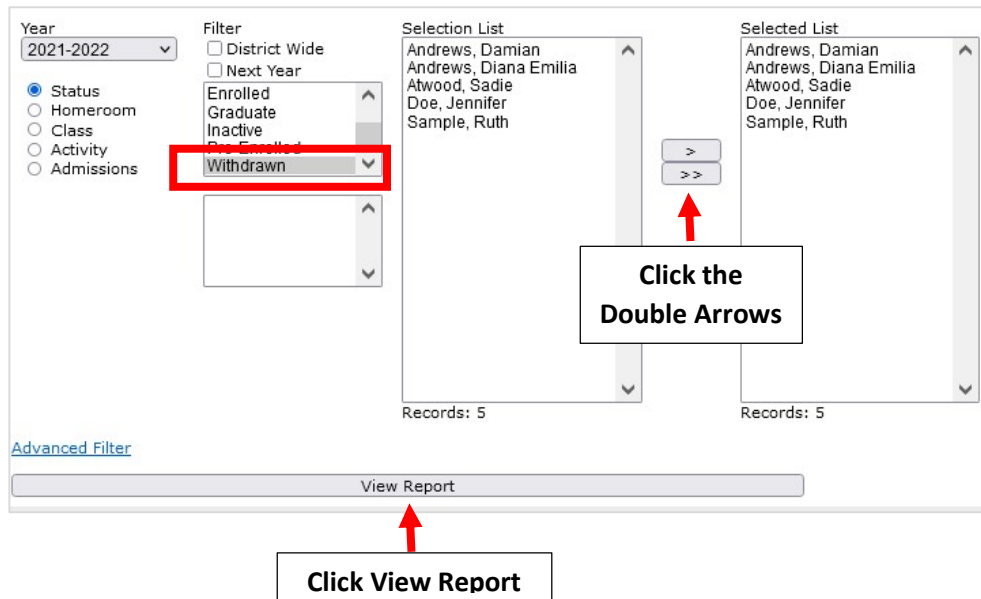 Year
2021-2022
Status
Homeroom
Class
Activity
Admissions
Filter
District Wide
Next Year
Enrolled
Graduate
Inactive
Pre-Enrolled
Withdrawn
Selection List
Andrews, Damian
Andrews, Diana Emilia
Atwood, Sadie
Doe, Jennifer
Sample, Ruth
Records: 5
>
>>
Click the
Double Arrows
Selected List
Andrews, Damian
Andrews, Diana Emilia
Atwood, Sadie
Doe, Jennifer
Sample, Ruth
Records: 5
Advanced Filter
View Report
Click View Report